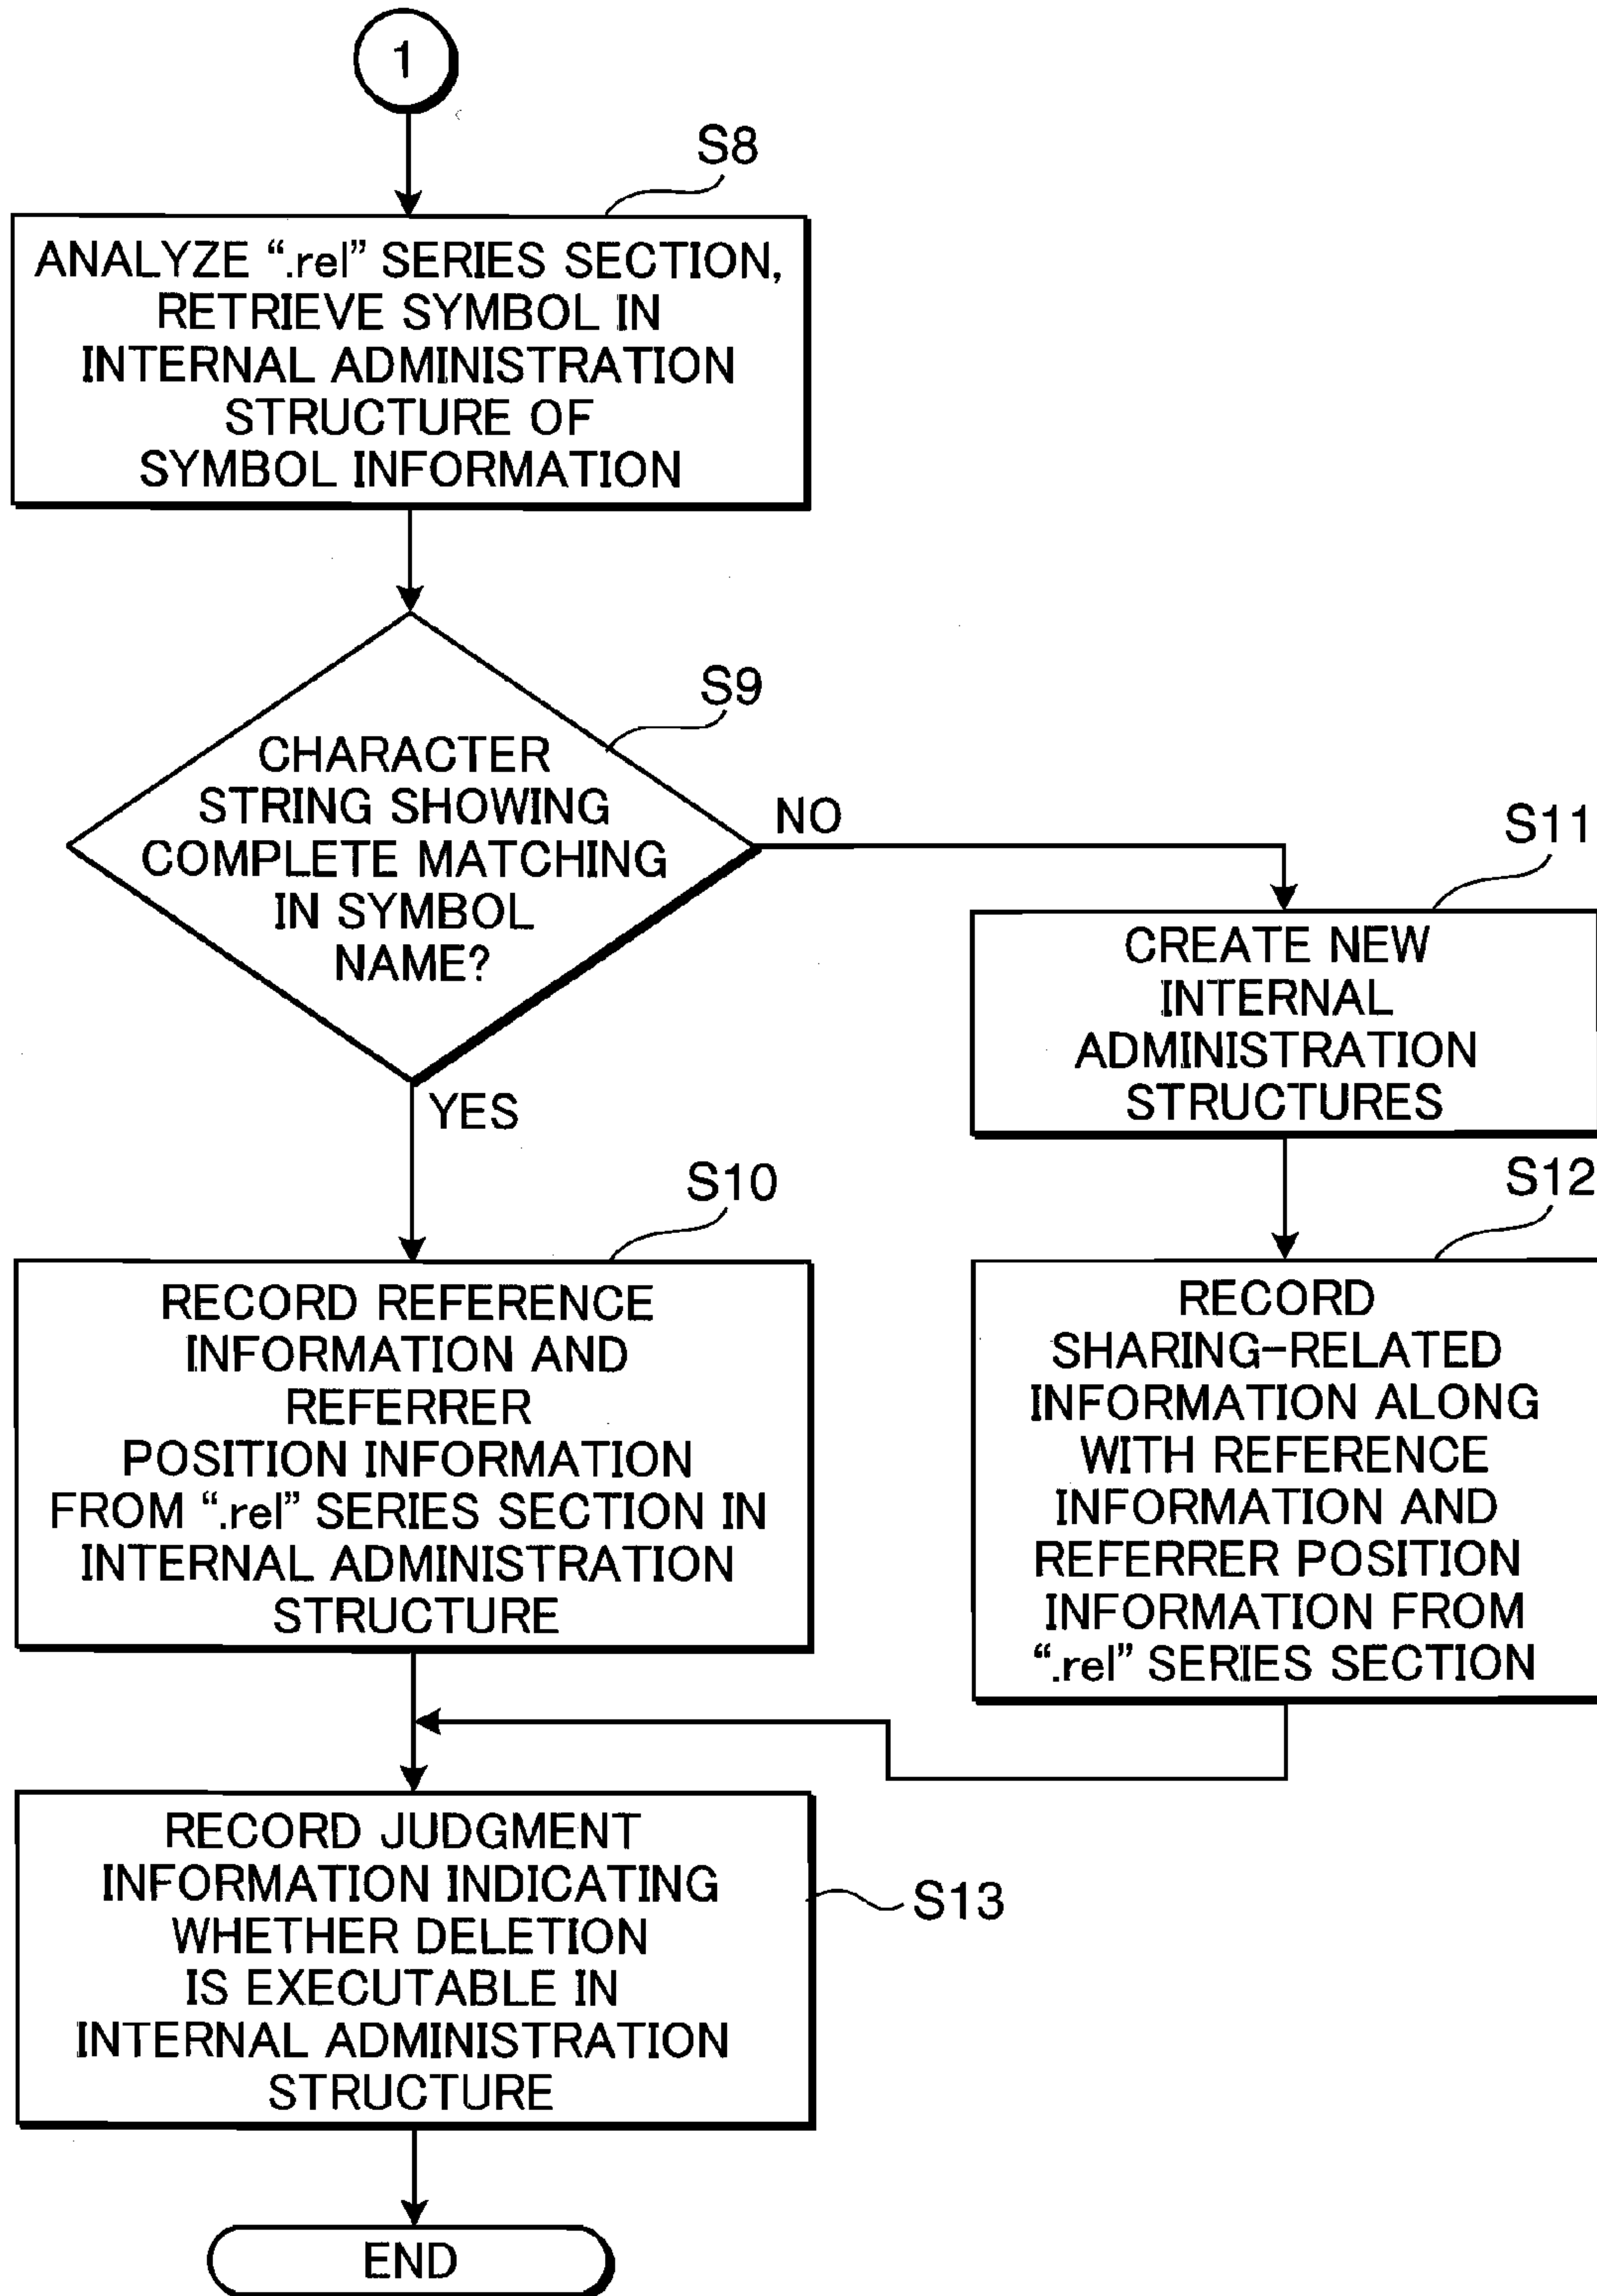 1
S8
ANALYZE “.rel” SERIES SECTION,
RETRIEVE SYMBOL IN
INTERNAL ADMINISTRATION
STRUCTURE OF
SYMBOL INFORMATION
S9
CHARACTER
STRING SHOWING
COMPLETE MATCHING
IN SYMBOL
NAME?
NO
YES
S11
CREATE NEW
INTERNAL
ADMINISTRATION
STRUCTURES
S10
RECORD REFERENCE
INFORMATION AND
REFERRER
POSITION INFORMATION
FROM “.rel” SERIES SECTION IN
INTERNAL ADMINISTRATION
STRUCTURE
S12
RECORD
SHARING-RELATED
INFORMATION ALONG
WITH REFERENCE
INFORMATION AND
REFERRER POSITION
INFORMATION FROM
“.rel” SERIES SECTION
RECORD JUDGMENT
INFORMATION INDICATING
WHETHER DELETION
IS EXECUTABLE IN
INTERNAL ADMINISTRATION
STRUCTURE
S13
END